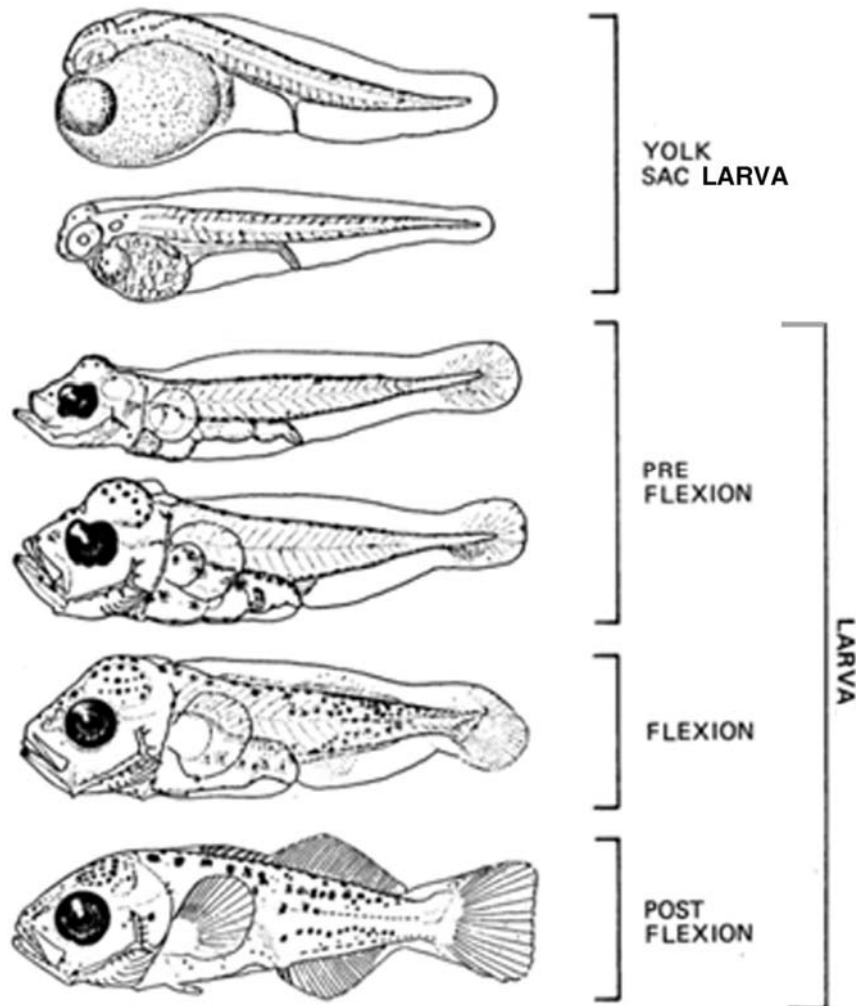 YOLK
SAC LARVA
PRE
FLEXION
FLEXION
POST
FLEXION
LARVA